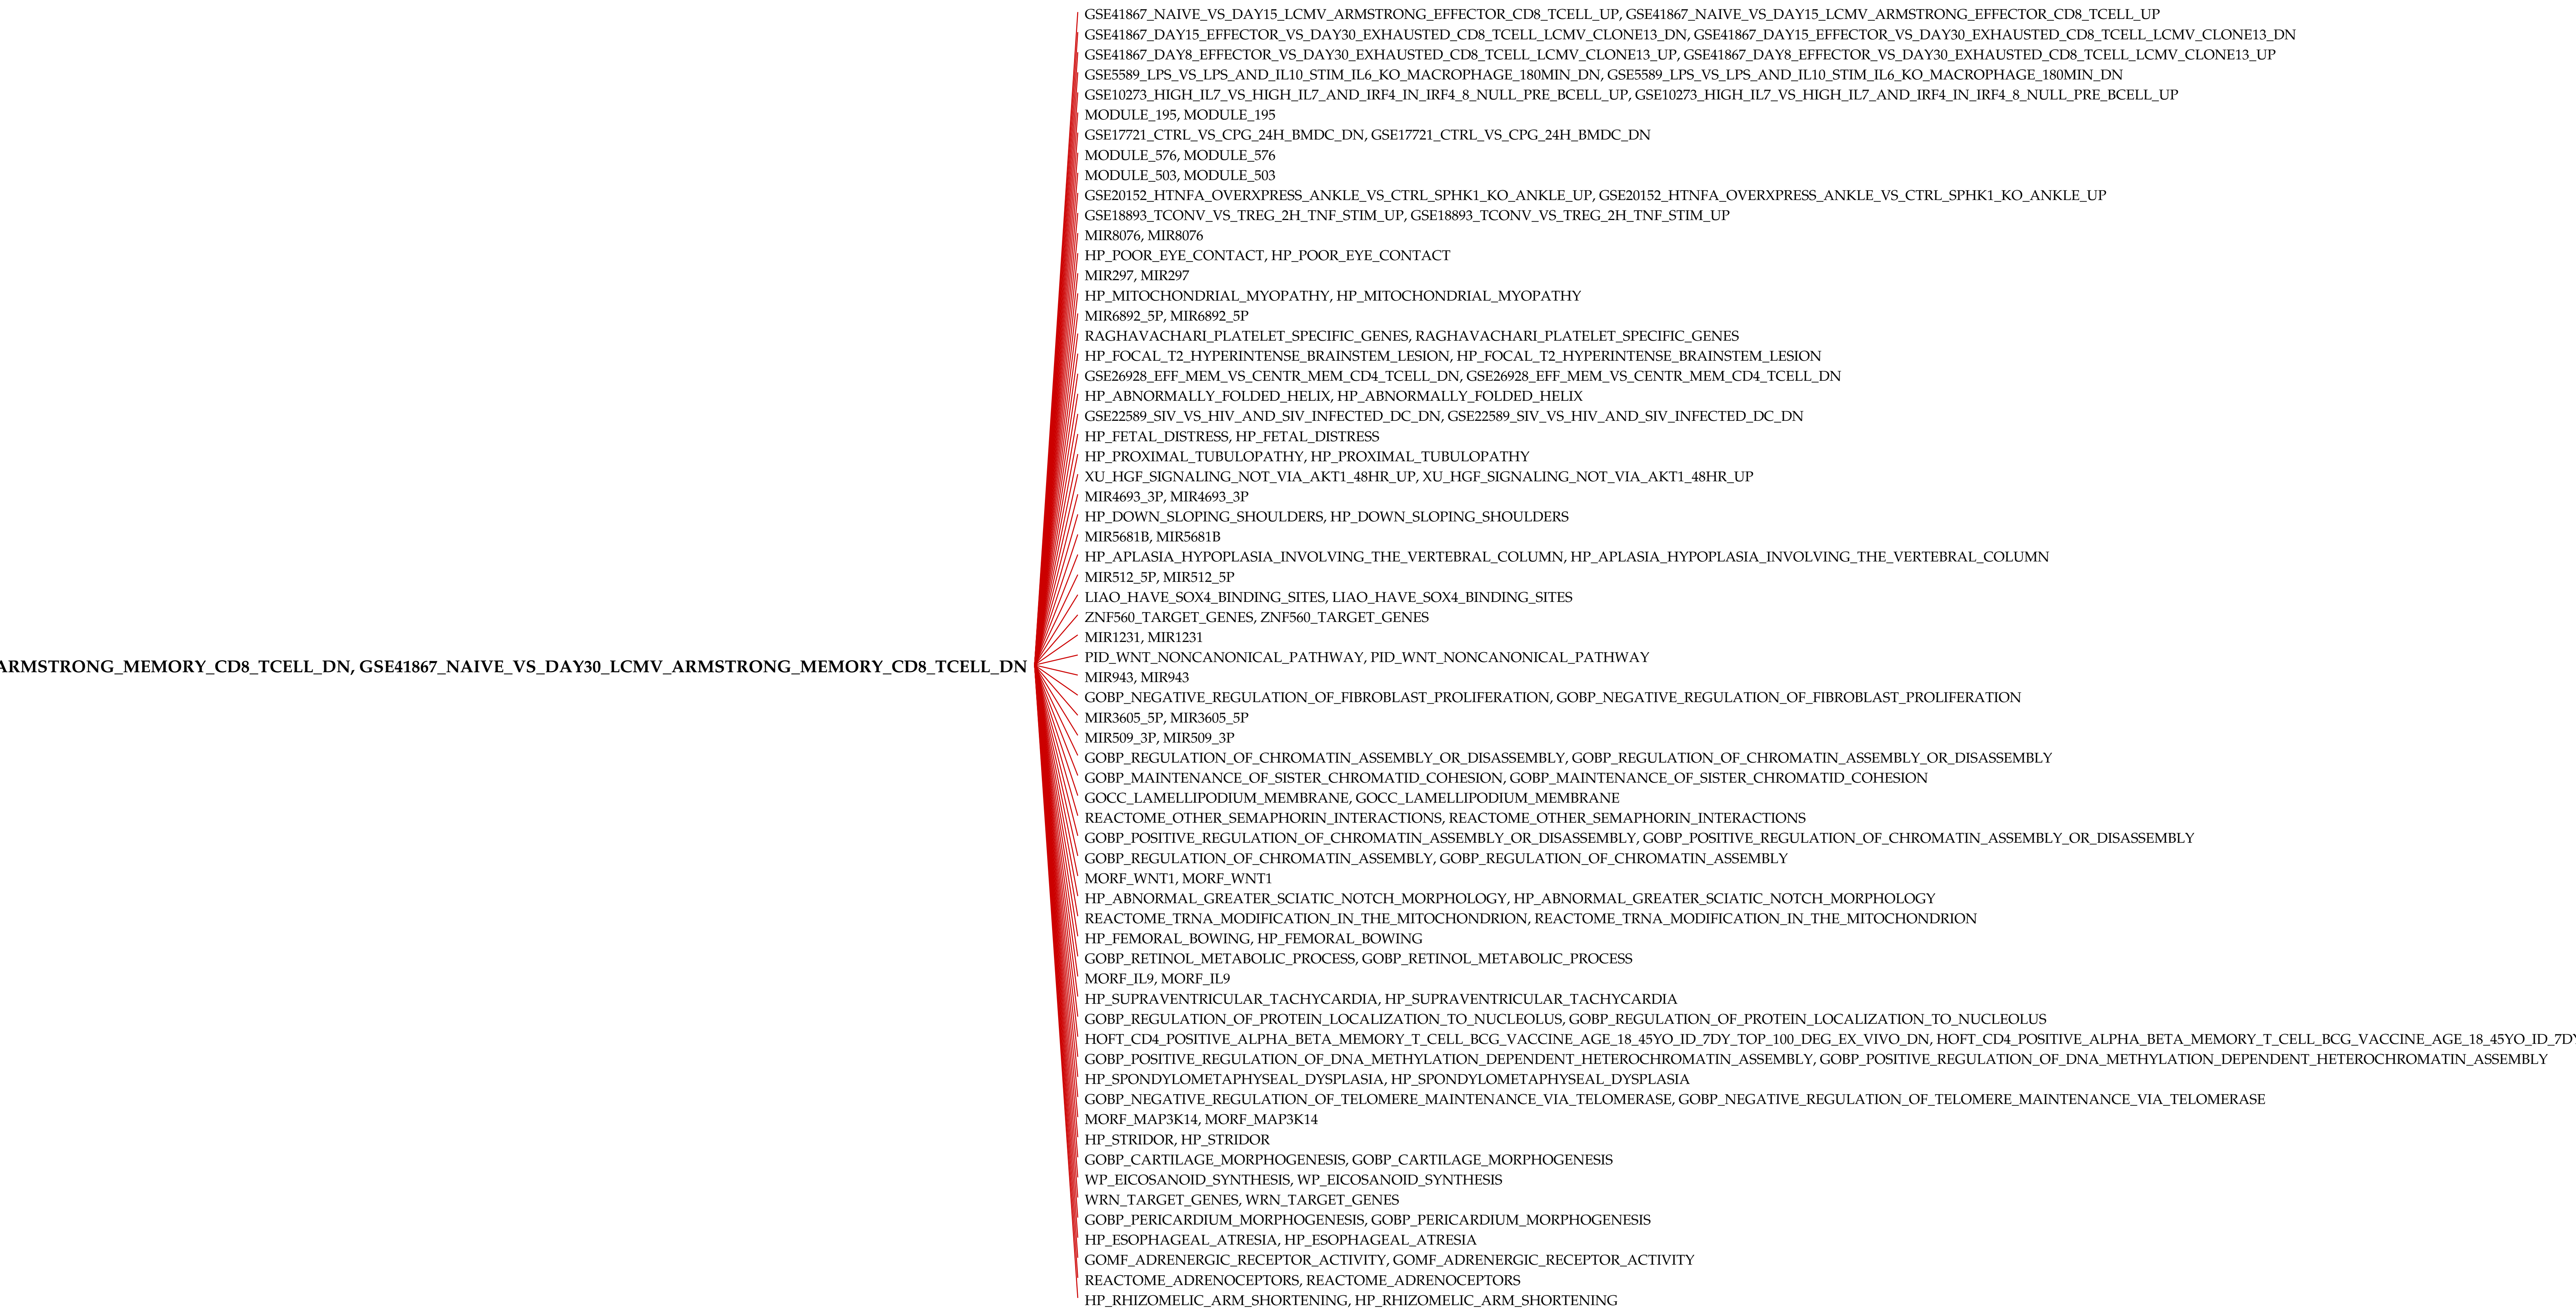 GSE41867_NAIVE_VS_DAY15_LCMV_ARMSTRONG_EFFECTOR_CD8_TCELL_UP, GSE41867_NAIVE_VS_DAY15_LCMV_ARMSTRONG_EFFECTOR_CD8_TCELL_UP
GSE41867_DAY15_EFFECTOR_VS_DAY30_EXHAUSTED_CD8_TCELL_LCMV_CLONE13_DN, GSE41867_DAY15_EFFECTOR_VS_DAY30_EXHAUSTED_CD8_TCELL_LCMV_CLONE13_DN
GSE41867_DAY8_EFFECTOR_VS_DAY30_EXHAUSTED_CD8_TCELL_LCMV_CLONE13_UP, GSE41867_DAY8_EFFECTOR_VS_DAY30_EXHAUSTED_CD8_TCELL_LCMV_CLONE13_UP
GSE5589_LPS_VS_LPS_AND_IL10_STIM_IL6_KO_MACROPHAGE_180MIN_DN, GSE5589_LPS_VS_LPS_AND_IL10_STIM_IL6_KO_MACROPHAGE_180MIN_DN
GSE10273_HIGH_IL7_VS_HIGH_IL7_AND_IRF4_IN_IRF4_8_NULL_PRE_BCELL_UP, GSE10273_HIGH_IL7_VS_HIGH_IL7_AND_IRF4_IN_IRF4_8_NULL_PRE_BCELL_UP
MODULE_195, MODULE_195
GSE17721_CTRL_VS_CPG_24H_BMDC_DN, GSE17721_CTRL_VS_CPG_24H_BMDC_DN
MODULE_576, MODULE_576
MODULE_503, MODULE_503
GSE20152_HTNFA_OVERXPRESS_ANKLE_VS_CTRL_SPHK1_KO_ANKLE_UP, GSE20152_HTNFA_OVERXPRESS_ANKLE_VS_CTRL_SPHK1_KO_ANKLE_UP
GSE18893_TCONV_VS_TREG_2H_TNF_STIM_UP, GSE18893_TCONV_VS_TREG_2H_TNF_STIM_UP
MIR8076, MIR8076
HP_POOR_EYE_CONTACT, HP_POOR_EYE_CONTACT
MIR297, MIR297
HP_MITOCHONDRIAL_MYOPATHY, HP_MITOCHONDRIAL_MYOPATHY
MIR6892_5P, MIR6892_5P
RAGHAVACHARI_PLATELET_SPECIFIC_GENES, RAGHAVACHARI_PLATELET_SPECIFIC_GENES
HP_FOCAL_T2_HYPERINTENSE_BRAINSTEM_LESION, HP_FOCAL_T2_HYPERINTENSE_BRAINSTEM_LESION
GSE26928_EFF_MEM_VS_CENTR_MEM_CD4_TCELL_DN, GSE26928_EFF_MEM_VS_CENTR_MEM_CD4_TCELL_DN
HP_ABNORMALLY_FOLDED_HELIX, HP_ABNORMALLY_FOLDED_HELIX
GSE22589_SIV_VS_HIV_AND_SIV_INFECTED_DC_DN, GSE22589_SIV_VS_HIV_AND_SIV_INFECTED_DC_DN
HP_FETAL_DISTRESS, HP_FETAL_DISTRESS
HP_PROXIMAL_TUBULOPATHY, HP_PROXIMAL_TUBULOPATHY
XU_HGF_SIGNALING_NOT_VIA_AKT1_48HR_UP, XU_HGF_SIGNALING_NOT_VIA_AKT1_48HR_UP
MIR4693_3P, MIR4693_3P
HP_DOWN_SLOPING_SHOULDERS, HP_DOWN_SLOPING_SHOULDERS
MIR5681B, MIR5681B
HP_APLASIA_HYPOPLASIA_INVOLVING_THE_VERTEBRAL_COLUMN, HP_APLASIA_HYPOPLASIA_INVOLVING_THE_VERTEBRAL_COLUMN
MIR512_5P, MIR512_5P
LIAO_HAVE_SOX4_BINDING_SITES, LIAO_HAVE_SOX4_BINDING_SITES
ZNF560_TARGET_GENES, ZNF560_TARGET_GENES
MIR1231, MIR1231
PID_WNT_NONCANONICAL_PATHWAY, PID_WNT_NONCANONICAL_PATHWAY
ARMSTRONG_MEMORY_CD8_TCELL_DN, GSE41867_NAIVE_VS_DAY30_LCMV_ARMSTRONG_MEMORY_CD8_TCELL_DN
MIR943, MIR943
GOBP_NEGATIVE_REGULATION_OF_FIBROBLAST_PROLIFERATION, GOBP_NEGATIVE_REGULATION_OF_FIBROBLAST_PROLIFERATION
MIR3605_5P, MIR3605_5P
MIR509_3P, MIR509_3P
GOBP_REGULATION_OF_CHROMATIN_ASSEMBLY_OR_DISASSEMBLY, GOBP_REGULATION_OF_CHROMATIN_ASSEMBLY_OR_DISASSEMBLY
GOBP_MAINTENANCE_OF_SISTER_CHROMATID_COHESION, GOBP_MAINTENANCE_OF_SISTER_CHROMATID_COHESION
GOCC_LAMELLIPODIUM_MEMBRANE, GOCC_LAMELLIPODIUM_MEMBRANE
REACTOME_OTHER_SEMAPHORIN_INTERACTIONS, REACTOME_OTHER_SEMAPHORIN_INTERACTIONS
GOBP_POSITIVE_REGULATION_OF_CHROMATIN_ASSEMBLY_OR_DISASSEMBLY, GOBP_POSITIVE_REGULATION_OF_CHROMATIN_ASSEMBLY_OR_DISASSEMBLY
GOBP_REGULATION_OF_CHROMATIN_ASSEMBLY, GOBP_REGULATION_OF_CHROMATIN_ASSEMBLY
MORF_WNT1, MORF_WNT1
HP_ABNORMAL_GREATER_SCIATIC_NOTCH_MORPHOLOGY, HP_ABNORMAL_GREATER_SCIATIC_NOTCH_MORPHOLOGY
REACTOME_TRNA_MODIFICATION_IN_THE_MITOCHONDRION, REACTOME_TRNA_MODIFICATION_IN_THE_MITOCHONDRION
HP_FEMORAL_BOWING, HP_FEMORAL_BOWING
GOBP_RETINOL_METABOLIC_PROCESS, GOBP_RETINOL_METABOLIC_PROCESS
MORF_IL9, MORF_IL9
HP_SUPRAVENTRICULAR_TACHYCARDIA, HP_SUPRAVENTRICULAR_TACHYCARDIA
GOBP_REGULATION_OF_PROTEIN_LOCALIZATION_TO_NUCLEOLUS, GOBP_REGULATION_OF_PROTEIN_LOCALIZATION_TO_NUCLEOLUS
HOFT_CD4_POSITIVE_ALPHA_BETA_MEMORY_T_CELL_BCG_VACCINE_AGE_18_45YO_ID_7DY_TOP_100_DEG_EX_VIVO_DN, HOFT_CD4_POSITIVE_ALPHA_BETA_MEMORY_T_CELL_BCG_VACCINE_AGE_18_45YO_ID_7DY
GOBP_POSITIVE_REGULATION_OF_DNA_METHYLATION_DEPENDENT_HETEROCHROMATIN_ASSEMBLY, GOBP_POSITIVE_REGULATION_OF_DNA_METHYLATION_DEPENDENT_HETEROCHROMATIN_ASSEMBLY
HP_SPONDYLOMETAPHYSEAL_DYSPLASIA, HP_SPONDYLOMETAPHYSEAL_DYSPLASIA
GOBP_NEGATIVE_REGULATION_OF_TELOMERE_MAINTENANCE_VIA_TELOMERASE, GOBP_NEGATIVE_REGULATION_OF_TELOMERE_MAINTENANCE_VIA_TELOMERASE
MORF_MAP3K14, MORF_MAP3K14
HP_STRIDOR, HP_STRIDOR
GOBP_CARTILAGE_MORPHOGENESIS, GOBP_CARTILAGE_MORPHOGENESIS
WP_EICOSANOID_SYNTHESIS, WP_EICOSANOID_SYNTHESIS
WRN_TARGET_GENES, WRN_TARGET_GENES
GOBP_PERICARDIUM_MORPHOGENESIS, GOBP_PERICARDIUM_MORPHOGENESIS
HP_ESOPHAGEAL_ATRESIA, HP_ESOPHAGEAL_ATRESIA
GOMF_ADRENERGIC_RECEPTOR_ACTIVITY, GOMF_ADRENERGIC_RECEPTOR_ACTIVITY
REACTOME_ADRENOCEPTORS, REACTOME_ADRENOCEPTORS
HP_RHIZOMELIC_ARM_SHORTENING, HP_RHIZOMELIC_ARM_SHORTENING